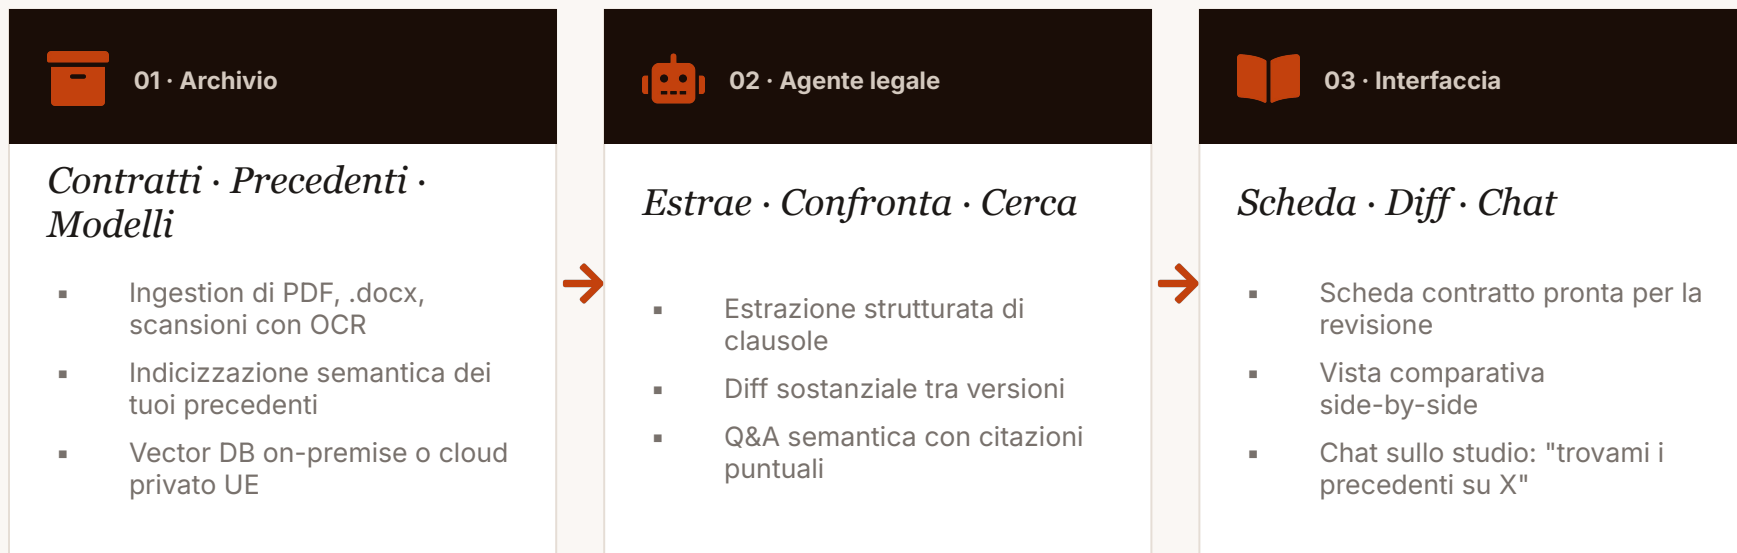 01 · Archivio
Contratti · Precedenti ·
Modelli
▪ Ingestion di PDF, .docx,
scansioni con OCR
▪ Indicizzazione semantica dei
tuoi precedenti
▪ Vector DB on-premise o cloud
privato UE
02 · Agente legale
Estrae · Confronta · Cerca
▪ Estrazione strutturata di
clausole
▪ Diff sostanziale tra versioni
▪ Q&A semantica con citazioni
puntuali
03 · Interfaccia
Scheda · Diff · Chat
▪ Scheda contratto pronta per la
revisione
▪ Vista comparativa
side-by-side
▪ Chat sullo studio: "trovami i
precedenti su X"